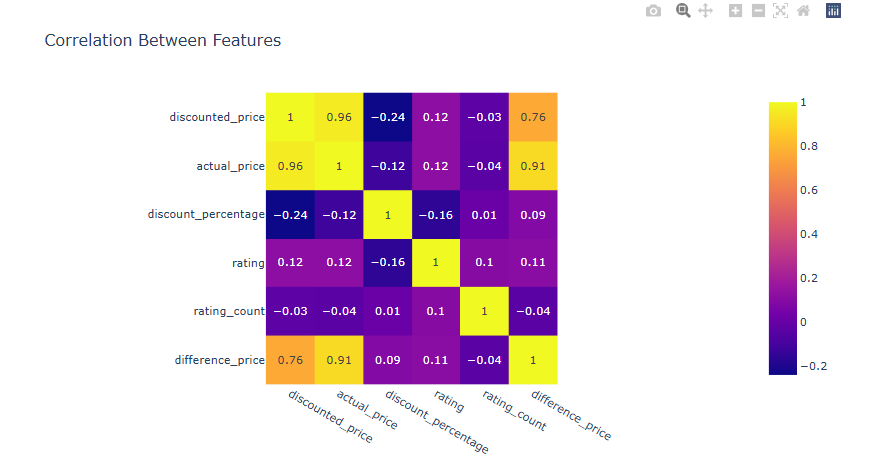 Correlation Between Features
discounted_price 1 0.96 −0.24 0.12 −0.03 0.76
actual_price 0.96 1 −0.12 0.12 −0.04 0.91
discount_percentage −0.24 −0.12 1 −0.16 0.01 0.09
rating 0.12 0.12 −0.16 1 0.1 0.11
rating_count −0.03 −0.04 0.01 0.1 1 −0.04
difference_price 0.76 0.91 0.09 0.11 −0.04 1
discounted_price
actual_price
discount_percentage
rating
rating_count
difference_price
1
0.8
0.6
0.4
0.2
0
−0.2